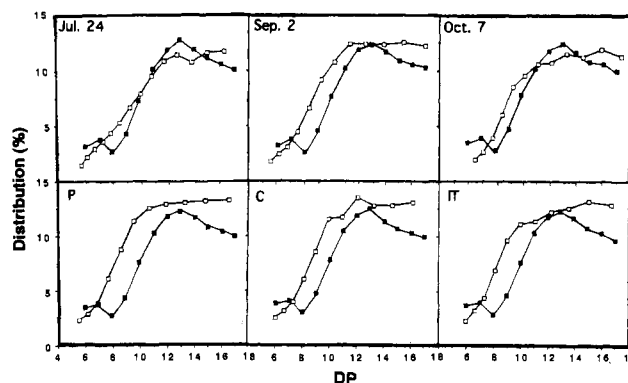 15
Jul. 24
Sep. 2
Oct. 7
10
5
15
P
C
IT
10
5
0
4 6 8 10 12 14 16 18 6 8 10 12 14 16 18 6 8 10 12 14 16 18
Distribution (%)
DP